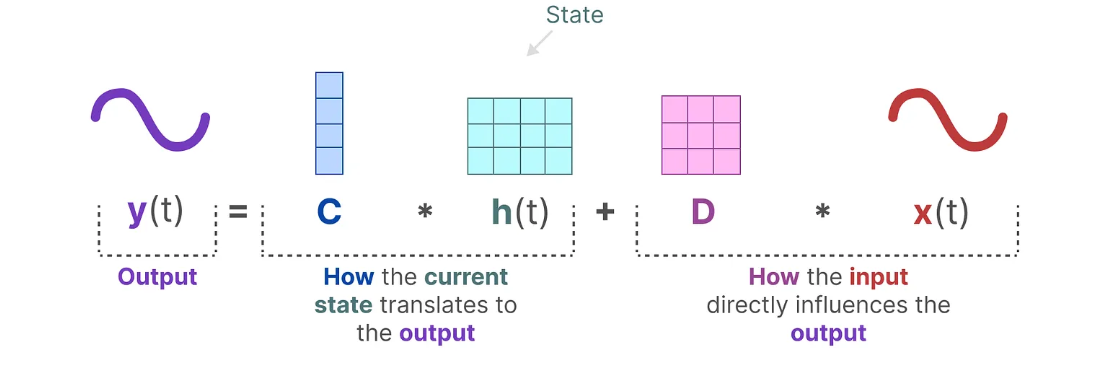 State
y(t) = C * h(t) + D * x(t)
Output
How the current
state translates to
the output
How the input
directly influences the
output